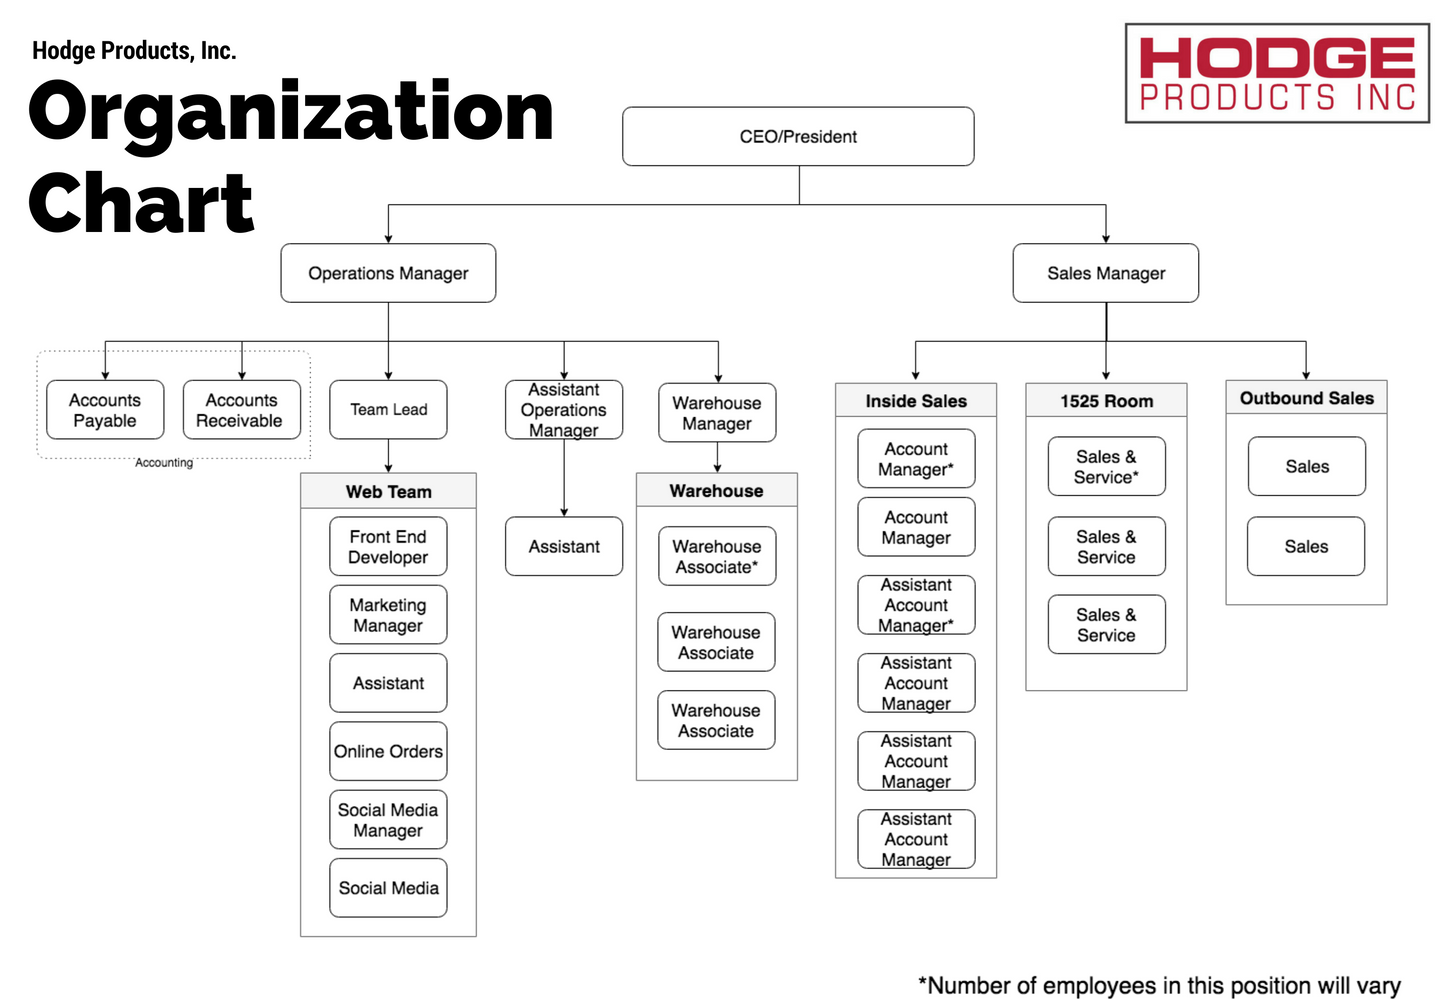 Hodge Products, Inc.
Organization
Chart
HODGE
PRODUCTS INC
CEO/President
Operations Manager
Sales Manager
Accounts
Payable
Accounts
Receivable
Accounting
Team Lead
Assistant
Operations
Manager
Warehouse
Manager
Web Team
Front End
Developer
Marketing
Manager
Assistant
Online Orders
Social Media
Manager
Social Media
Assistant
Warehouse
Warehouse
Associate*
Warehouse
Associate
Warehouse
Associate
Inside Sales
Account
Manager*
Account
Manager
Assistant
Account
Manager*
Assistant
Account
Manager
Assistant
Account
Manager
Assistant
Account
Manager
1525 Room
Sales &
Service*
Sales &
Service
Sales &
Service
Outbound Sales
Sales
Sales
*Number of employees in this position will vary